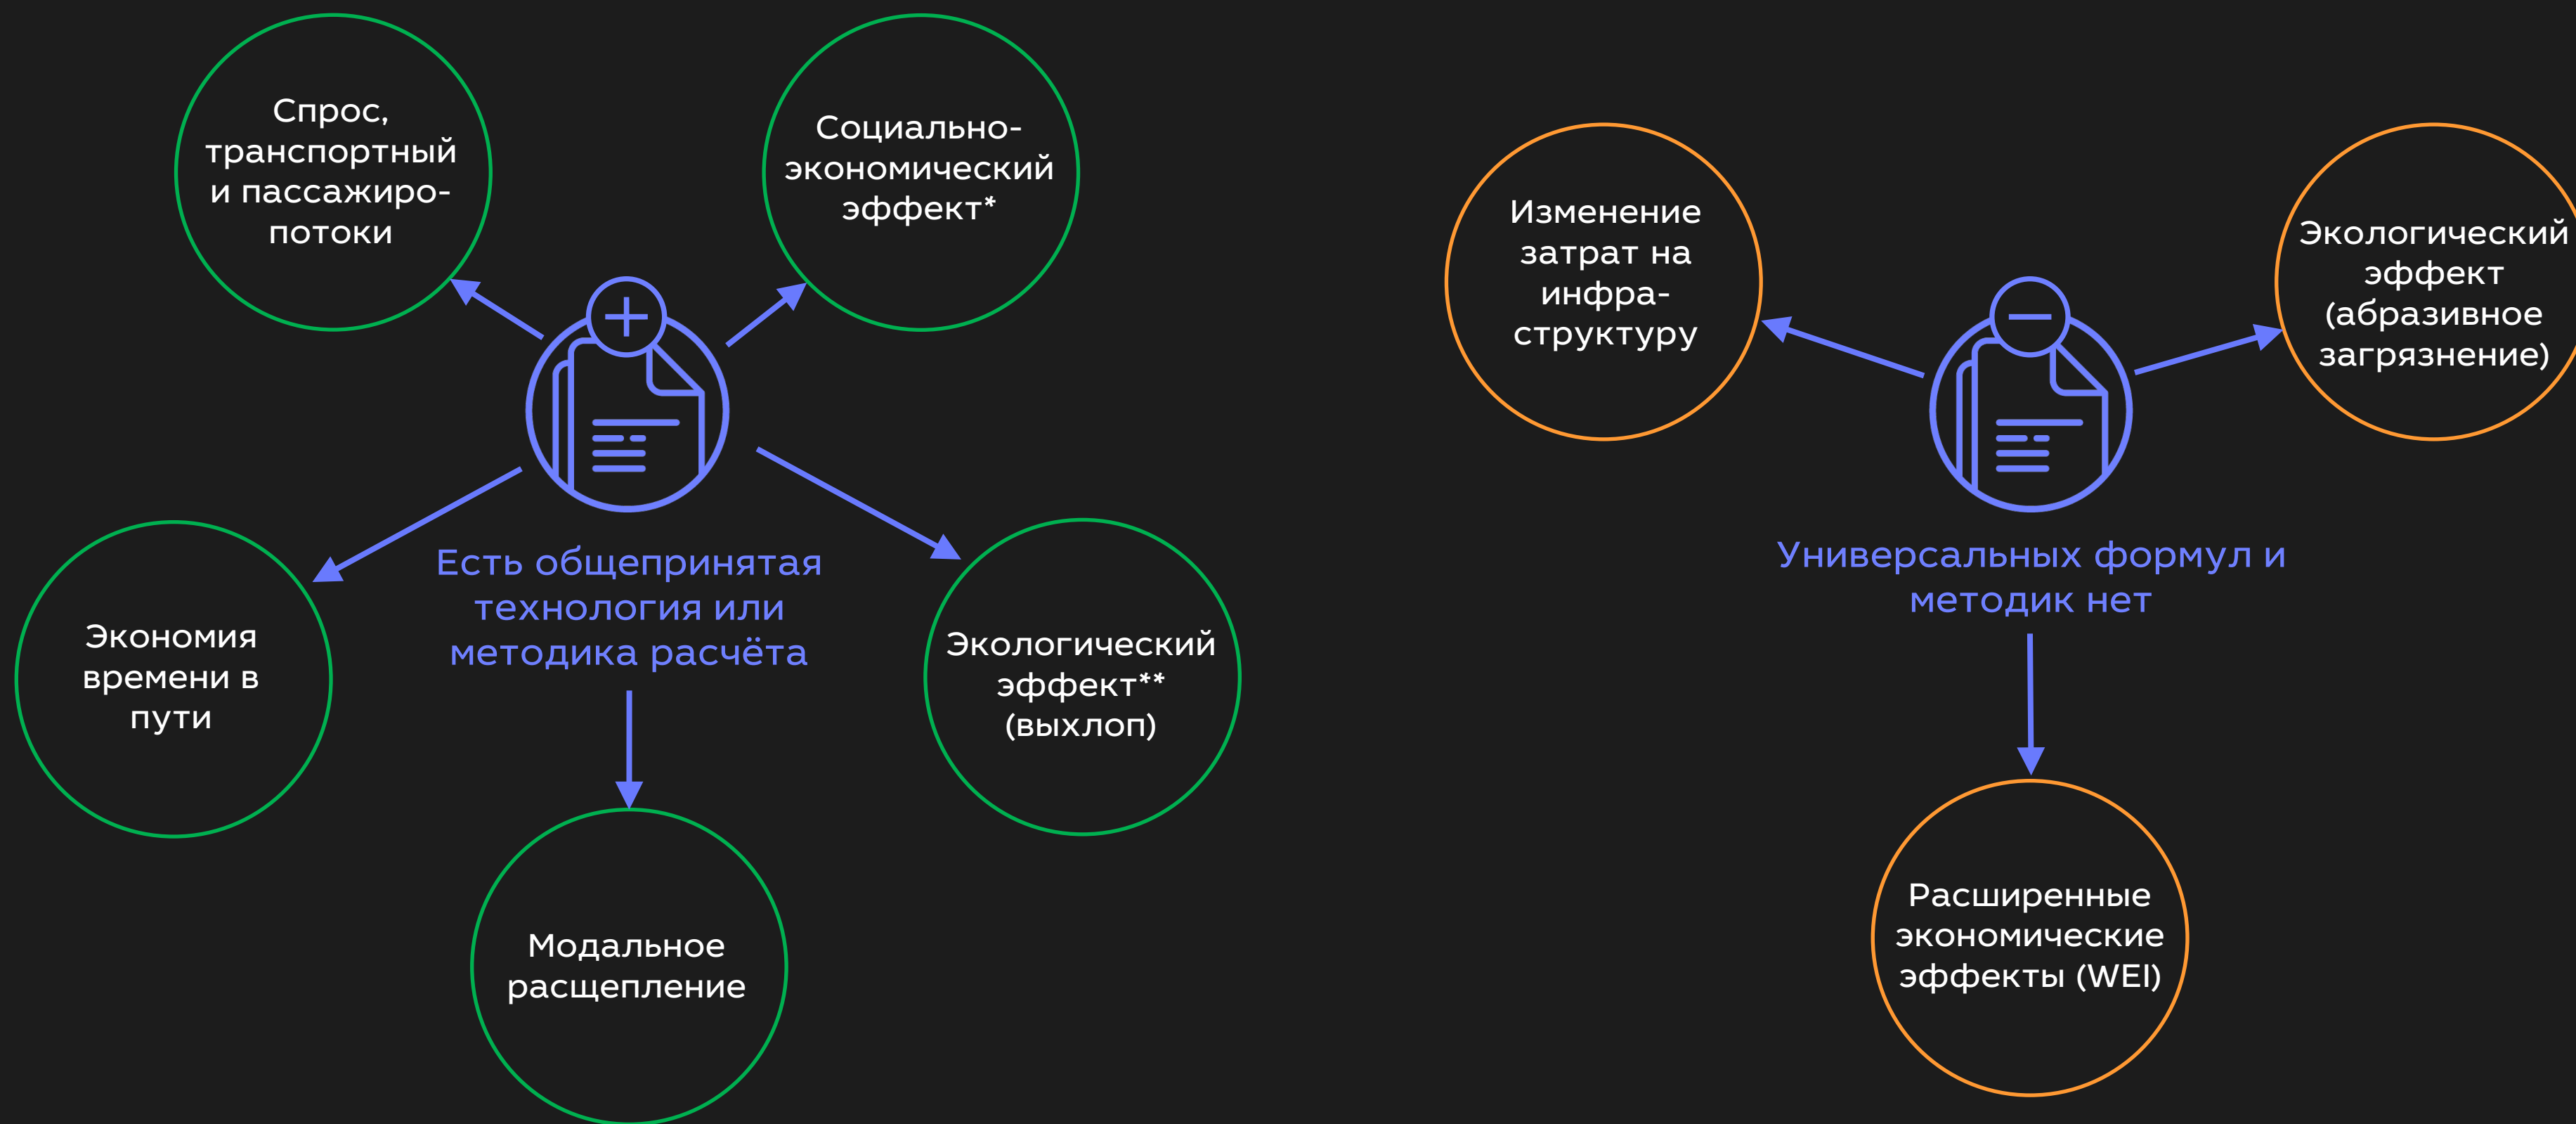 Спрос,
транспортный
и пассажиро-
потоки
Социально-
экономический
эффект*
Есть общепринятая
технология или
методика расчёта
Экономия
времени в
пути
Экологический
эффект**
(выхлоп)
Модальное
расщепление
Изменение
затрат на
инфра-
структуру
Экологический
эффект
(абразивное
загрязнение)
Универсальных формул и
методик нет
Расширенные
экономические
эффекты (WEI)